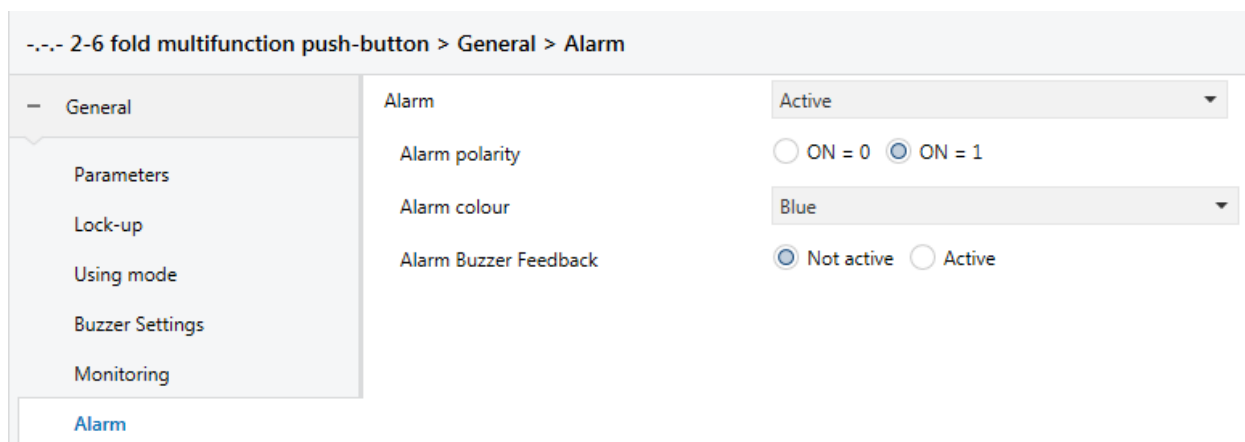 -.-.- 2-6 fold multifunction push-button > General > Alarm
– General
Parameters
Lock-up
Using mode
Buzzer Settings
Monitoring
Alarm
Alarm Active
Alarm polarity ON = 0 ON = 1
Alarm colour Blue
Alarm Buzzer Feedback Not active Active